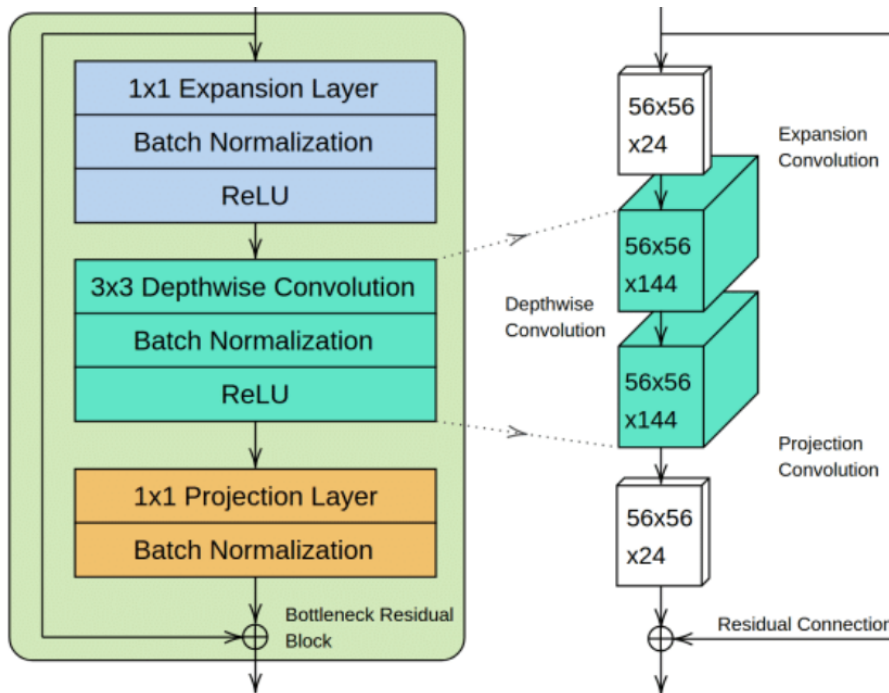 1x1 Expansion Layer
Batch Normalization
ReLU
3x3 Depthwise Convolution
Batch Normalization
ReLU
1x1 Projection Layer
Batch Normalization
Bottleneck Residual
Block
56x56
x24
Expansion
Convolution
56x56
x144
Depthwise
Convolution
56x56
x144
Projection
Convolution
56x56
x24
Residual Connection